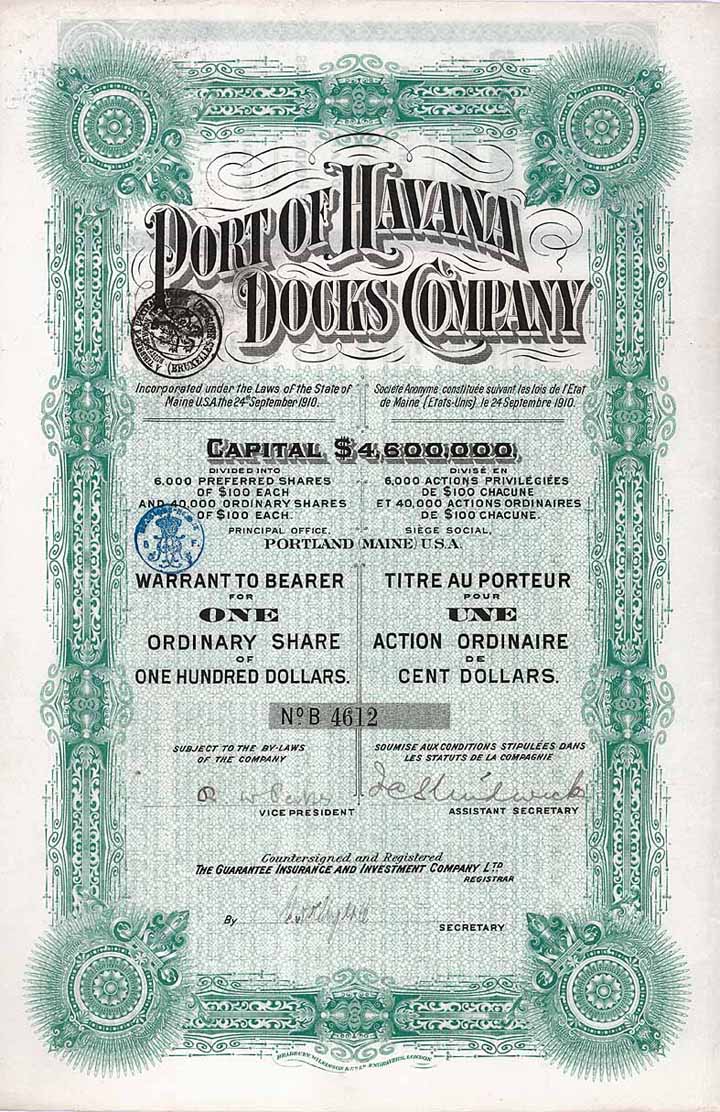 PORT OF HAVANA
DOCKS COMPANY
(BRUXELLES)
Incorporated under the Laws of the State of
Maine U.S.A. the 24th September 1910.
Société Anonyme, constituée suivant les lois de l'Etat
de Maine (Etats-Unis) le 24 Septembre 1910.
CAPITAL $4,600,000,
DIVIDED INTO
6,000 PREFERRED SHARES
OF $100 EACH
AND 40,000 ORDINARY SHARES
OF $100 EACH.
DIVISÉ EN
6,000 ACTIONS PRIVILÉGIÉES
DE $100 CHACUNE
ET 40,000 ACTIONS ORDINAIRES
DE $100 CHACUNE.
PRINCIPAL OFFICE, SIÈGE SOCIAL,
PORTLAND (MAINE) U.S.A.
WARRANT TO BEARER
FOR
ONE
ORDINARY SHARE
OF
ONE HUNDRED DOLLARS.
TITRE AU PORTEUR
POUR
UNE
ACTION ORDINAIRE
DE
CENT DOLLARS.
No. B 4612
SUBJECT TO THE BY-LAWS
OF THE COMPANY
SOUMISE AUX CONDITIONS STIPULÉES DANS
LES STATUTS DE LA COMPAGNIE
VICE PRESIDENT
ASSISTANT SECRETARY
Countersigned and Registered
THE GUARANTEE INSURANCE AND INVESTMENT COMPANY LTD
REGISTRAR
By
SECRETARY
BRADBURY, WILKINSON & Co. Ld. ENGRAVERS, LONDON